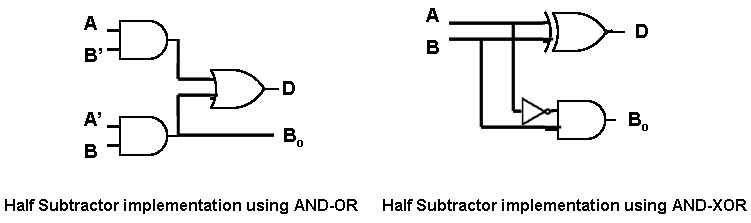 A
B’
A’
B
D
B₀
A
B
D
B₀
Half Subtractor implementation using AND-OR
Half Subtractor implementation using AND-XOR